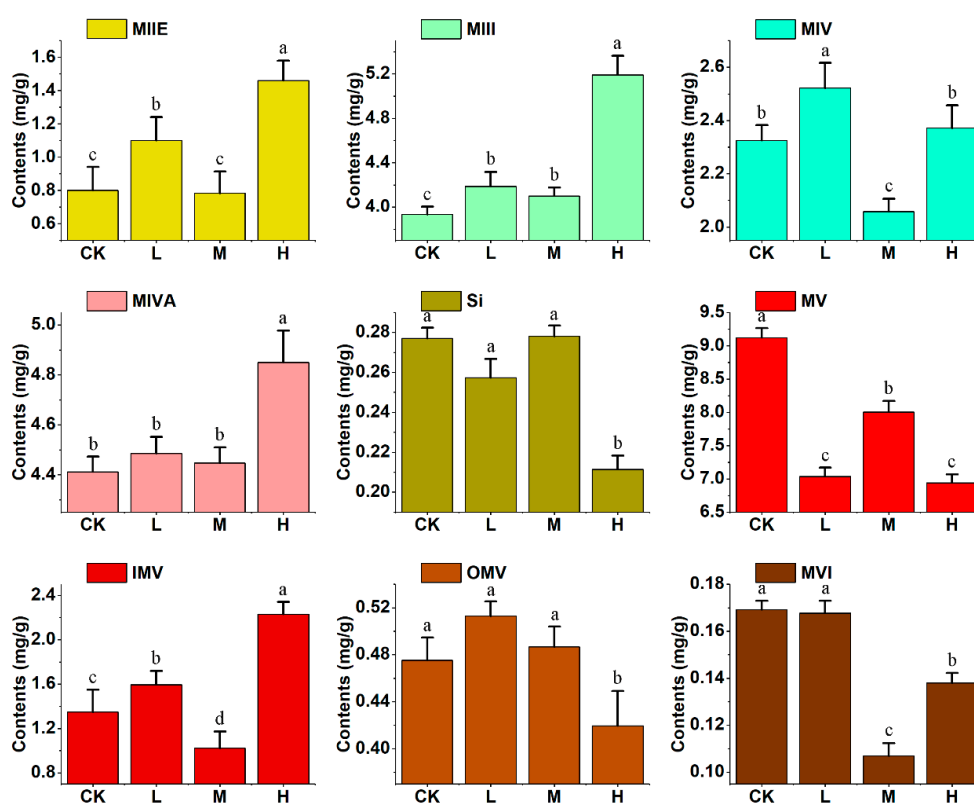 MIIE
Contents (mg/g)
1.6
1.4
1.2
1.0
0.8
0.6
c
b
c
a
CK L M H
MIII
Contents (mg/g)
5.2
4.4
4.0
c
b
b
a
CK L M H
MIV
Contents (mg/g)
2.6
2.4
2.2
2.0
b
a
c
b
CK L M H
MIVA
Contents (mg/g)
5.0
4.8
4.6
4.4
b
b
b
a
CK L M H
Si
Contents (mg/g)
0.28
0.26
0.24
0.22
0.20
a
a
a
b
CK L M H
MV
Contents (mg/g)
9.5
9.0
8.5
8.0
7.5
7.0
6.5
a
c
b
c
CK L M H
IMV
Contents (mg/g)
2.4
2.0
1.6
1.2
0.8
c
b
d
a
CK L M H
OMV
Contents (mg/g)
0.52
0.48
0.44
0.40
a
a
a
b
CK L M H
MVI
Contents (mg/g)
0.18
0.16
0.14
0.12
0.10
a
a
c
b
CK L M H